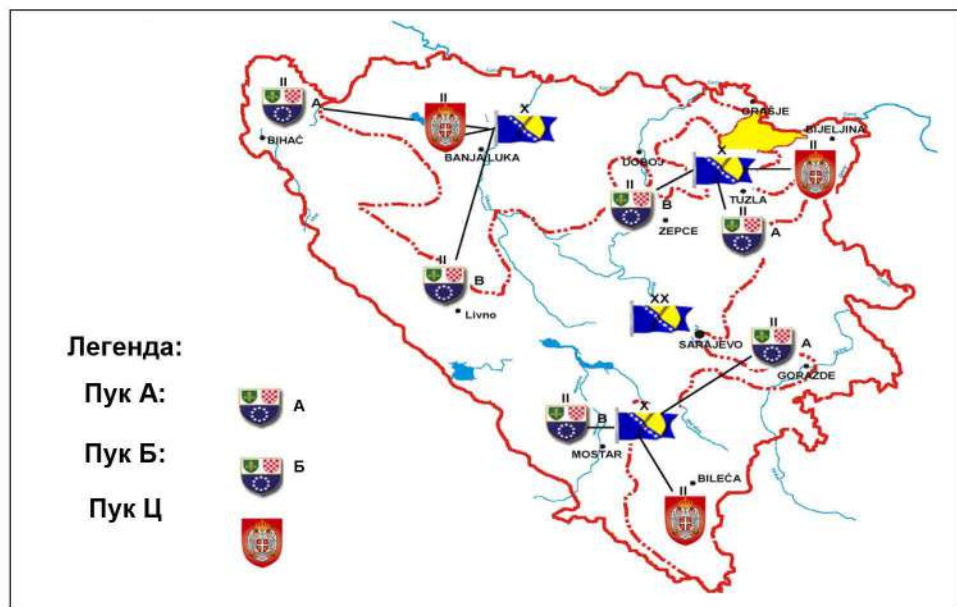 II
A
BIHAĆ
II
X
BANJA LUKA
GRAŠJE
BIJELJINA
DOBOJ
X
II
TUZLA
II
B
ZEPCE
II
A
II
B
Livno
XX
SARAJEVO
II
A
GORAŽDE
II
B
X
MOSTAR
BILEĆA
II
Легенда:
Пук А:
A
Пук Б:
Б
Пук Ц